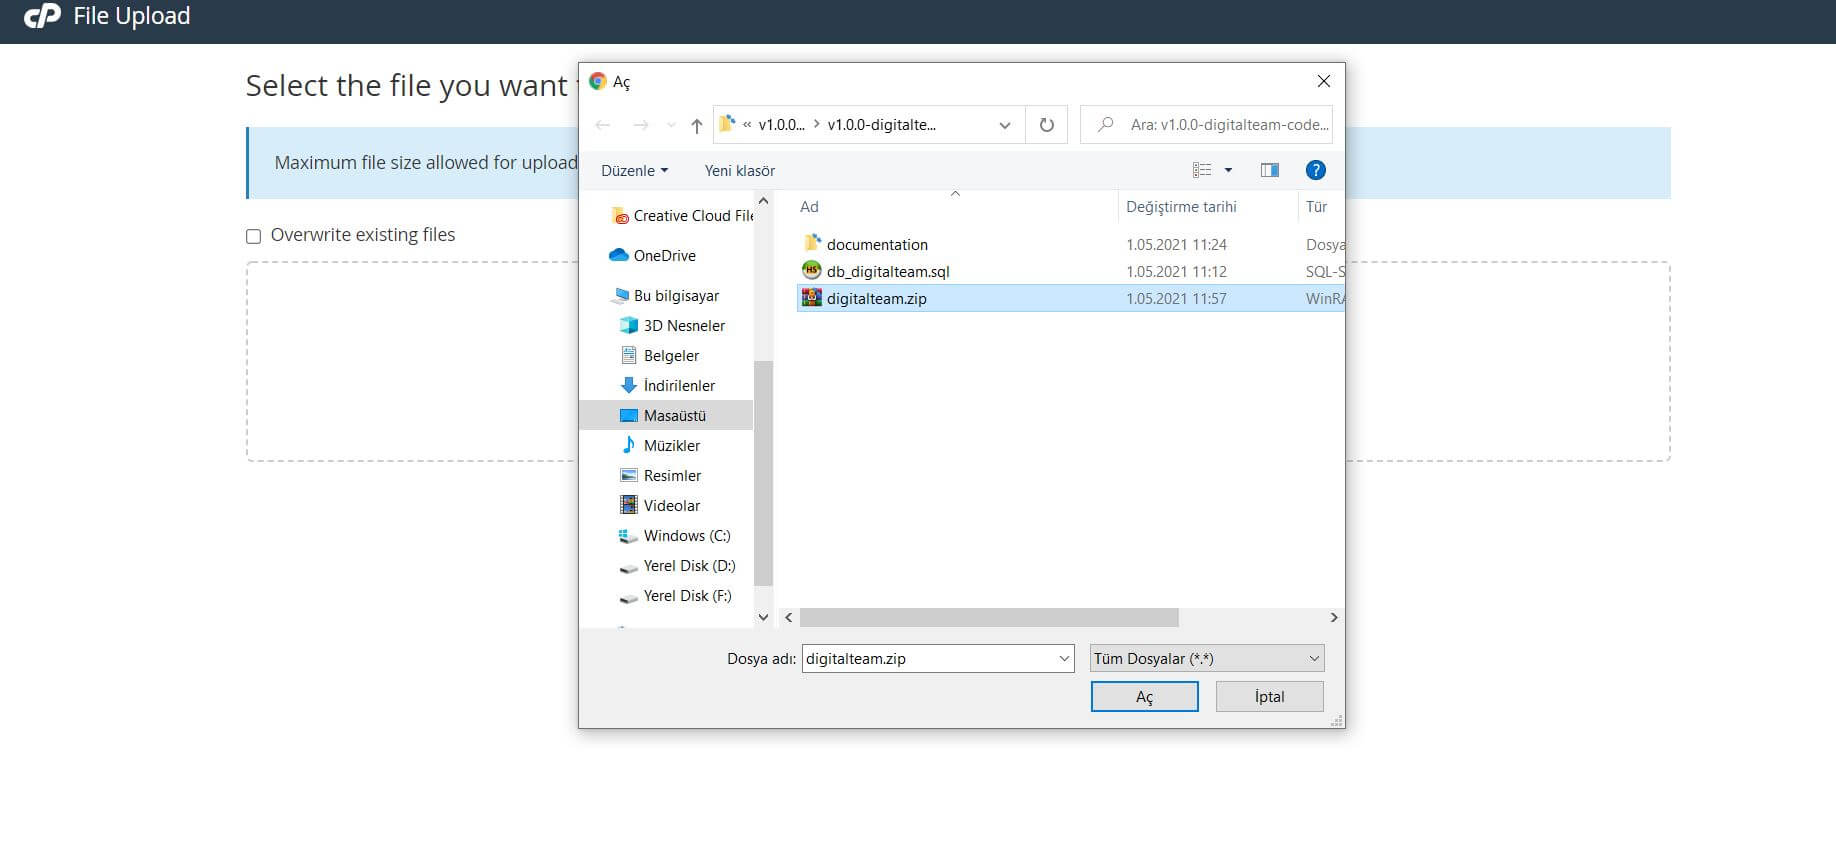 cP File Upload
Select the file you want
Maximum file size allowed for upload
Overwrite existing files
Aç
« v1.0.0... › v1.0.0-digitalte...
Ara: v1.0.0-digitalteam-code...
Düzenle
Yeni klasör
Creative Cloud File
OneDrive
Bu bilgisayar
3D Nesneler
Belgeler
İndirilenler
Masaüstü
Müzikler
Resimler
Videolar
Windows (C:)
Yerel Disk (D:)
Yerel Disk (F:)
Ad Değiştirme tarihi Tür
documentation 1.05.2021 11:24 Dosya
db_digitalteam.sql 1.05.2021 11:12 SQL-S
digitalteam.zip 1.05.2021 11:57 WinRA
Dosya adı: digitalteam.zip Tüm Dosyalar (*.*)
Aç İptal